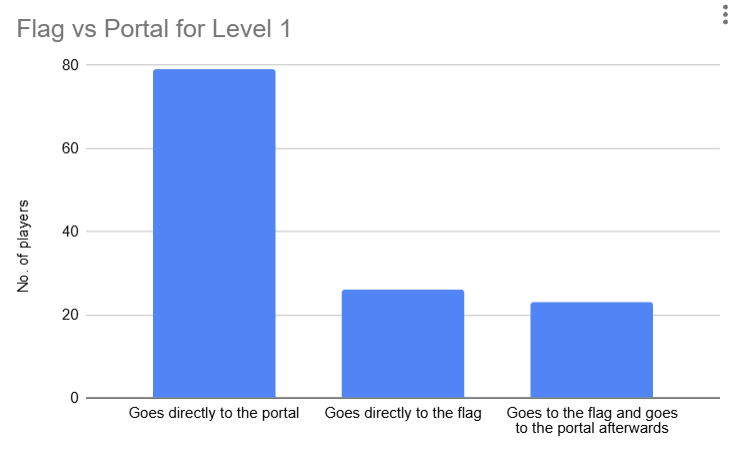 Flag vs Portal for Level 1
No. of players
80
60
40
20
0
Goes directly to the portal
Goes directly to the flag
Goes to the flag and goes
to the portal afterwards